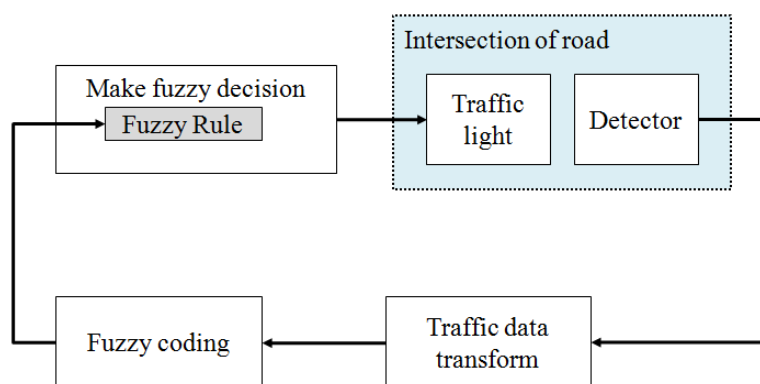 Intersection of road
Make fuzzy decision
Fuzzy Rule
Traffic
light
Detector
Fuzzy coding
Traffic data
transform